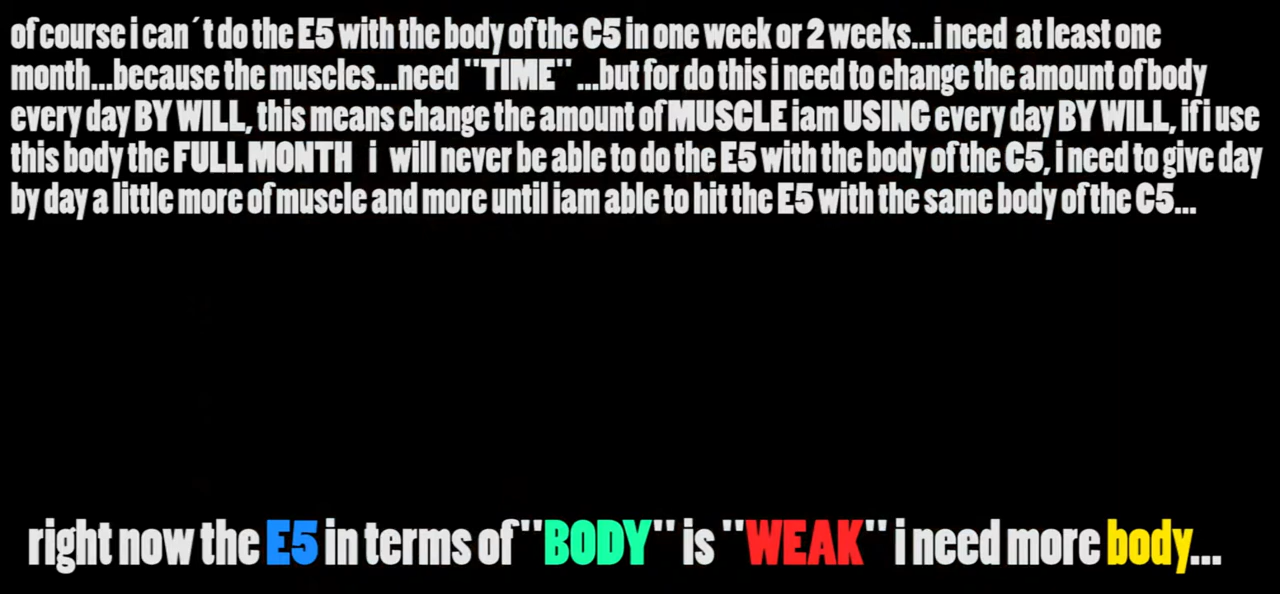 of course i can´t do the E5 with the body of the C5 in one week or 2 weeks...i need at least one
month...because the muscles...need "TIME" ...but for do this i need to change the amount of body
every day BY WILL, this means change the amount of MUSCLE iam USING every day BY WILL, if i use
this body the FULL MONTH i will never be able to do the E5 with the body of the C5, i need to give day
by day a little more of muscle and more until iam able to hit the E5 with the same body of the C5...
right now the E5 in terms of "BODY" is "WEAK" i need more body...